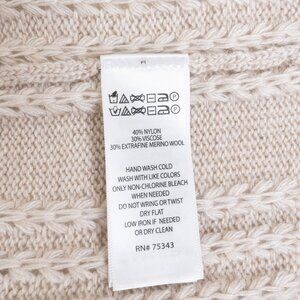 40% NYLON
30% VISCOSE
30% EXTRAFINE MERINO WOOL
HAND WASH COLD
WASH WITH LIKE COLORS
ONLY NON-CHLORINE BLEACH
WHEN NEEDED
DO NOT WRING OR TWIST
DRY FLAT
LOW IRON IF NEEDED
OR DRY CLEAN
RN# 75343